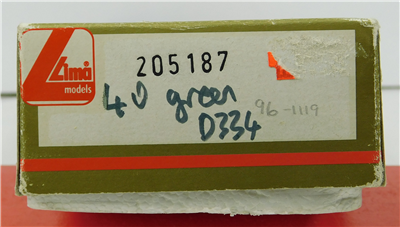 Lima
models
205187
40 green
D334
96-1119